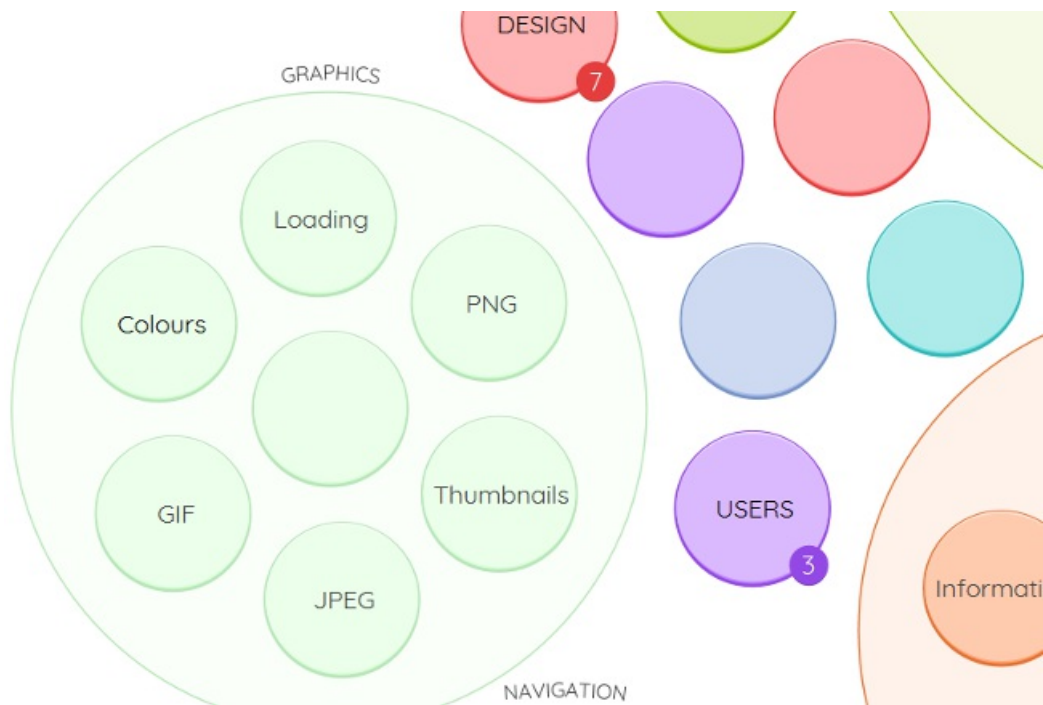 DESIGN
7
GRAPHICS
Loading
PNG
Colours
Thumbnails
GIF
USERS
3
JPEG
Informati
NAVIGATION